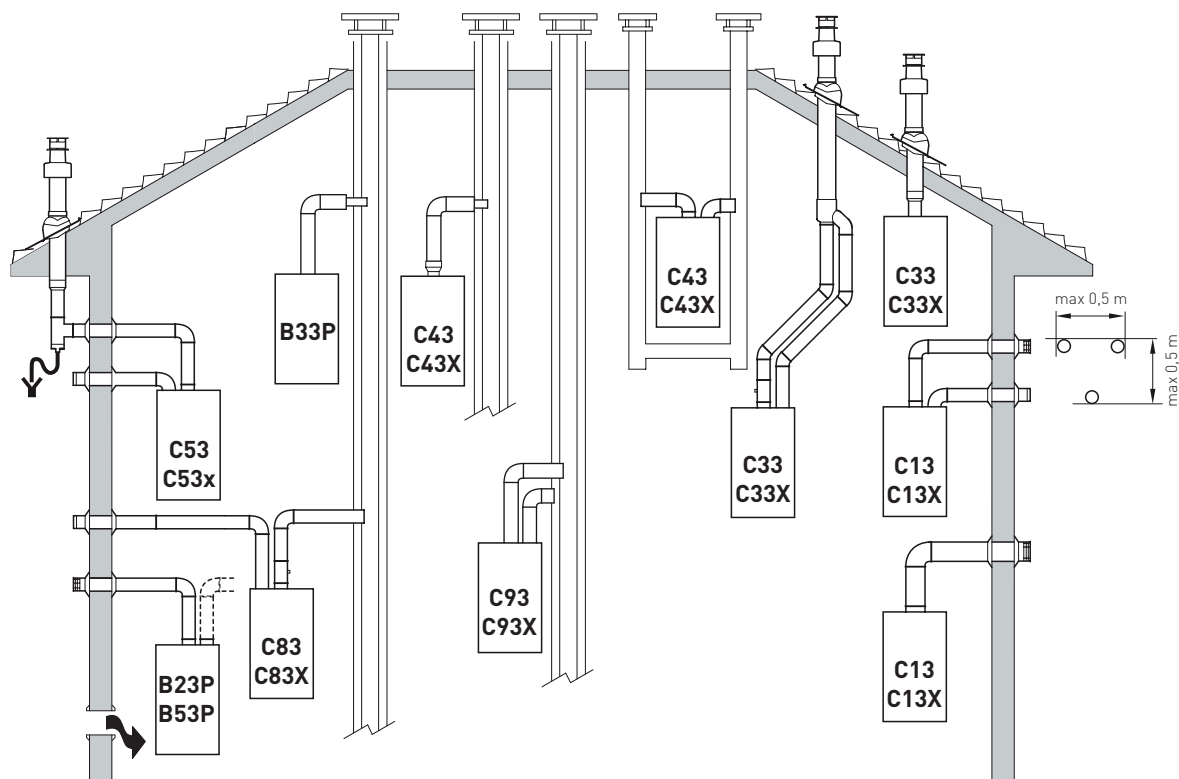 B33P
C43
C43X
C43
C43X
C33
C33X
max 0,5 m
max 0,5 m
C53
C53x
C33
C33X
C13
C13X
C93
C93X
C83
C83X
B23P
B53P
C13
C13X